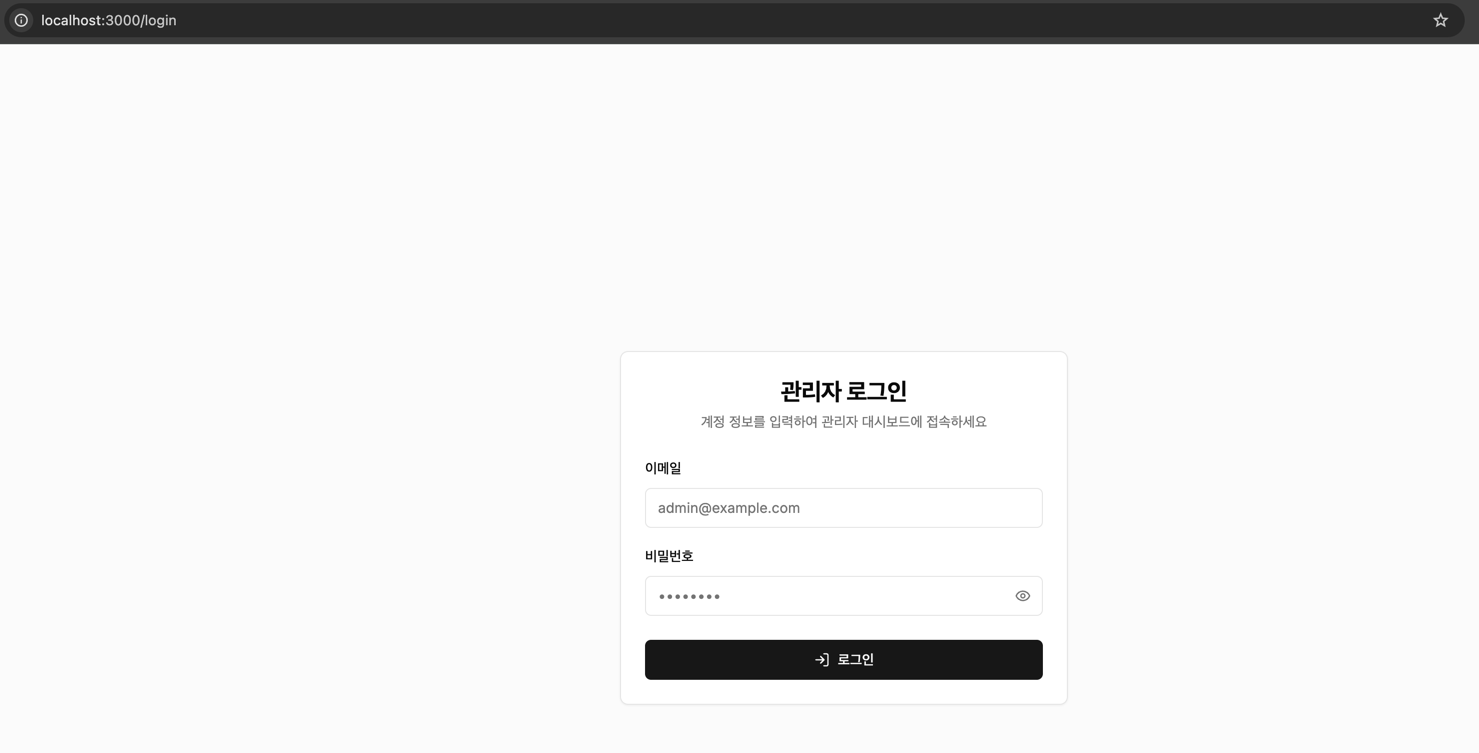 localhost:3000/login
관리자 로그인
계정 정보를 입력하여 관리자 대시보드에 접속하세요
이메일
admin@example.com
비밀번호
••••••••
로그인